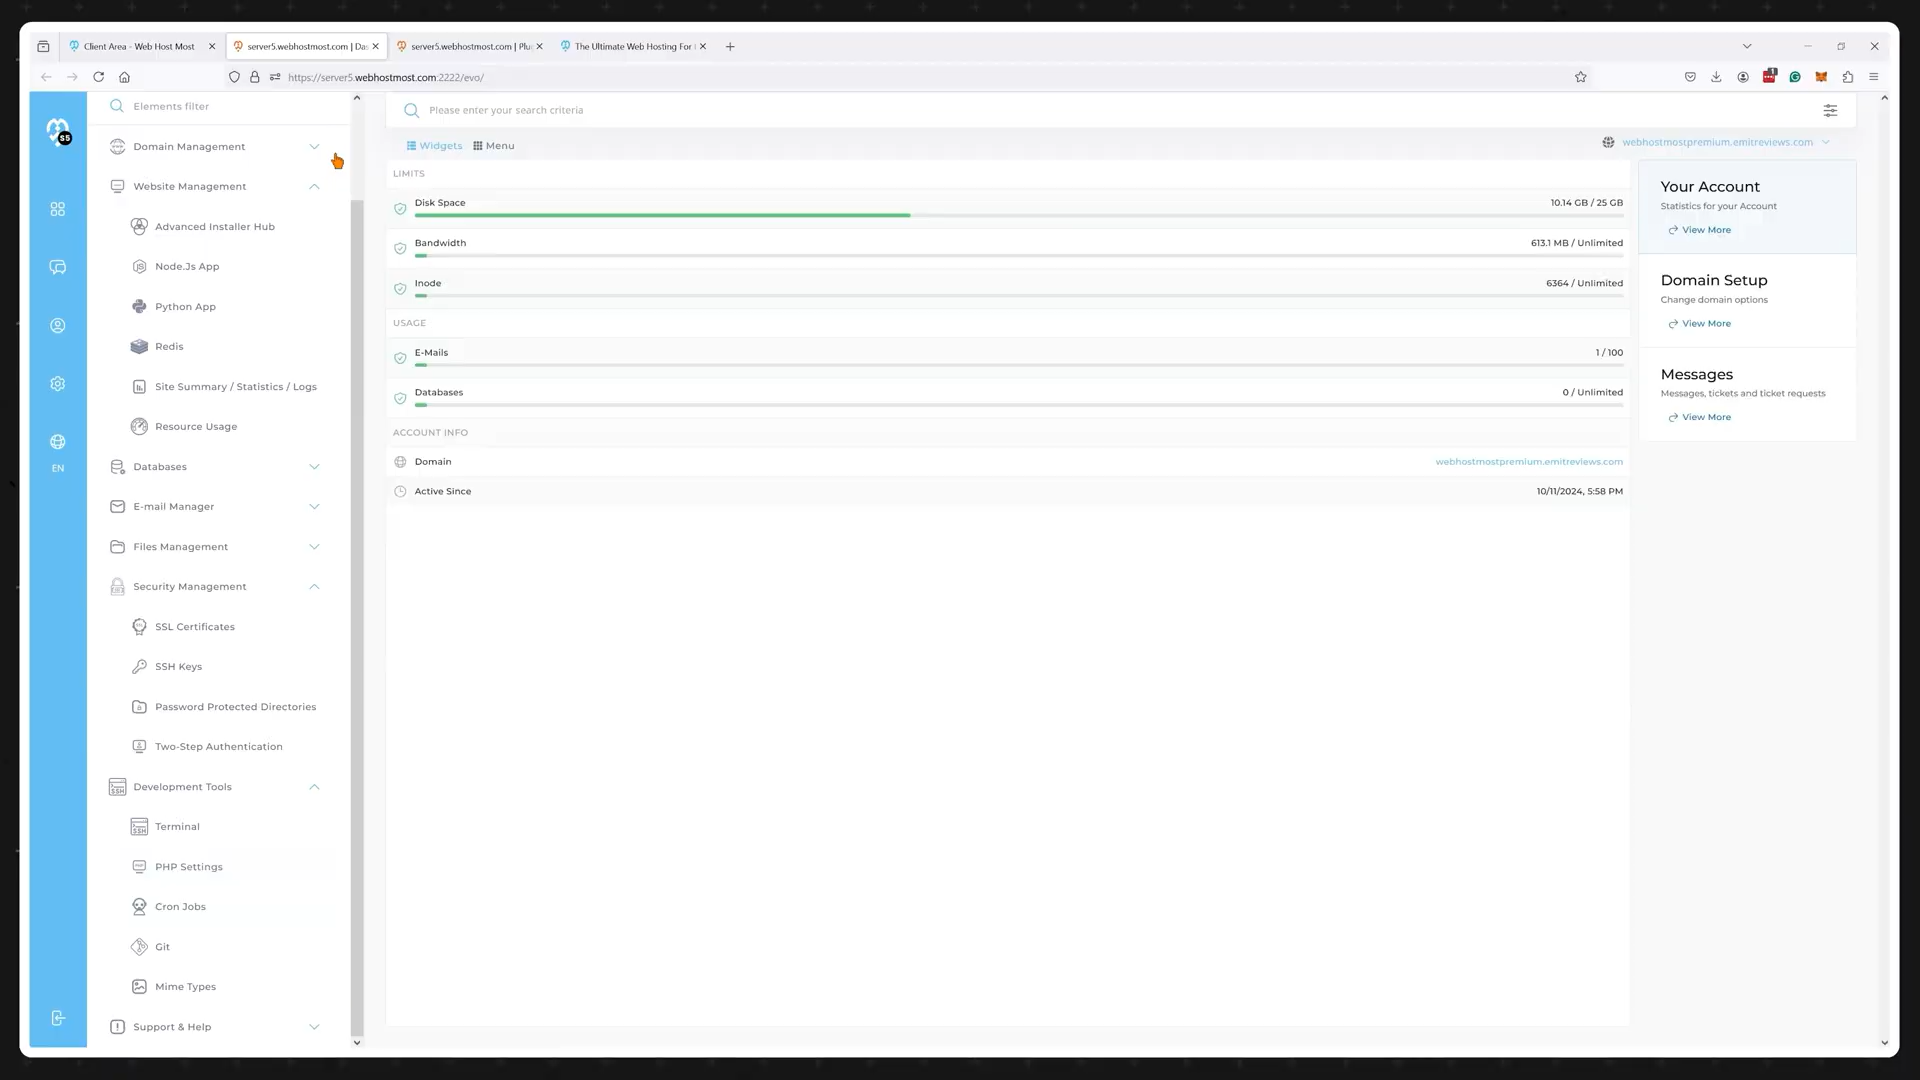 Client Area - Web Host Most
server5.webhostmost.com | Da
server5.webhostmost.com | Plu
The Ultimate Web Hosting For
https://server5.webhostmost.com:2222/evo/
1
S5
EN
Elements filter
Domain Management
Website Management
Advanced Installer Hub
Node.Js App
Python App
Redis
Site Summary / Statistics / Logs
Resource Usage
Databases
E-mail Manager
Files Management
Security Management
SSL Certificates
SSH Keys
Password Protected Directories
Two-Step Authentication
Development Tools
Terminal
PHP Settings
Cron Jobs
Git
Mime Types
Support & Help
Please enter your search criteria
Widgets
Menu
webhostmostpremium.emitreviews.com
LIMITS
Disk Space
10.14 GB / 25 GB
Bandwidth
613.1 MB / Unlimited
Inode
6364 / Unlimited
USAGE
E-Mails
1 / 100
Databases
0 / Unlimited
ACCOUNT INFO
Domain
webhostmostpremium.emitreviews.com
Active Since
10/11/2024, 5:58 PM
Your Account
Statistics for your Account
View More
Domain Setup
Change domain options
View More
Messages
Messages, tickets and ticket requests
View More